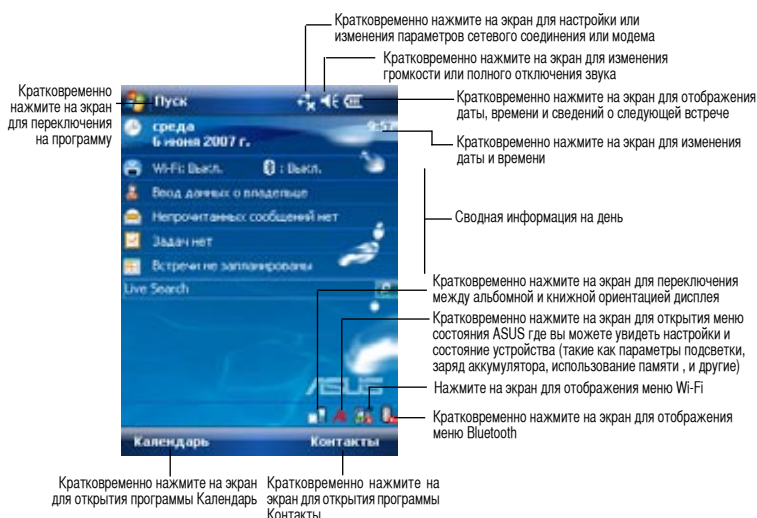 Кратковременно нажмите на экран для настройки или
изменения параметров сетевого соединения или модема
Кратковременно нажмите на экран для изменения
громкости или полного отключения звука
Кратковременно
нажмите на экран
для переключения
на программу
Кратковременно нажмите на экран для отображения
даты, времени и сведений о следующей встрече
Кратковременно нажмите на экран для изменения
даты и времени
Сводная информация на день
Кратковременно нажмите на экран для переключения
между альбомной и книжной ориентацией дисплея
Кратковременно нажмите на экран для открытия меню
состояния ASUS где вы можете увидеть настройки и
состояние устройства (такие как параметры подсветки,
заряд аккумулятора, использование памяти , и другие)
Нажмите на экран для отображения меню Wi-Fi
Кратковременно нажмите на экран для отображения
меню Bluetooth
Пуск
среда
9:57
6 июня 2007 г.
Wi-Fi: Выкл. : Выкл.
Ввод данных о владельце
Непрочитанных сообщений нет
Задач нет
Встречи не запланированы
Live Search
ASUS
Календарь Контакты
Кратковременно нажмите на экран
для открытия программы Календарь
Кратковременно нажмите на
экран для открытия программы
Контакты